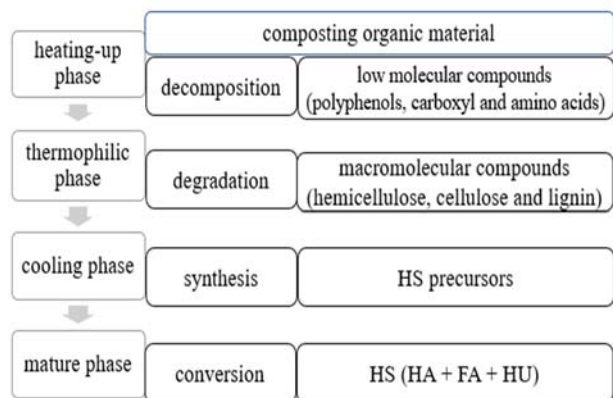 composting organic material
heating-up
phase
decomposition
low molecular compounds
(polyphenols, carboxyl and amino acids)
thermophilic
phase
degradation
macromolecular compounds
(hemicellulose, cellulose and lignin)
cooling phase
synthesis
HS precursors
mature phase
conversion
HS (HA + FA + HU)